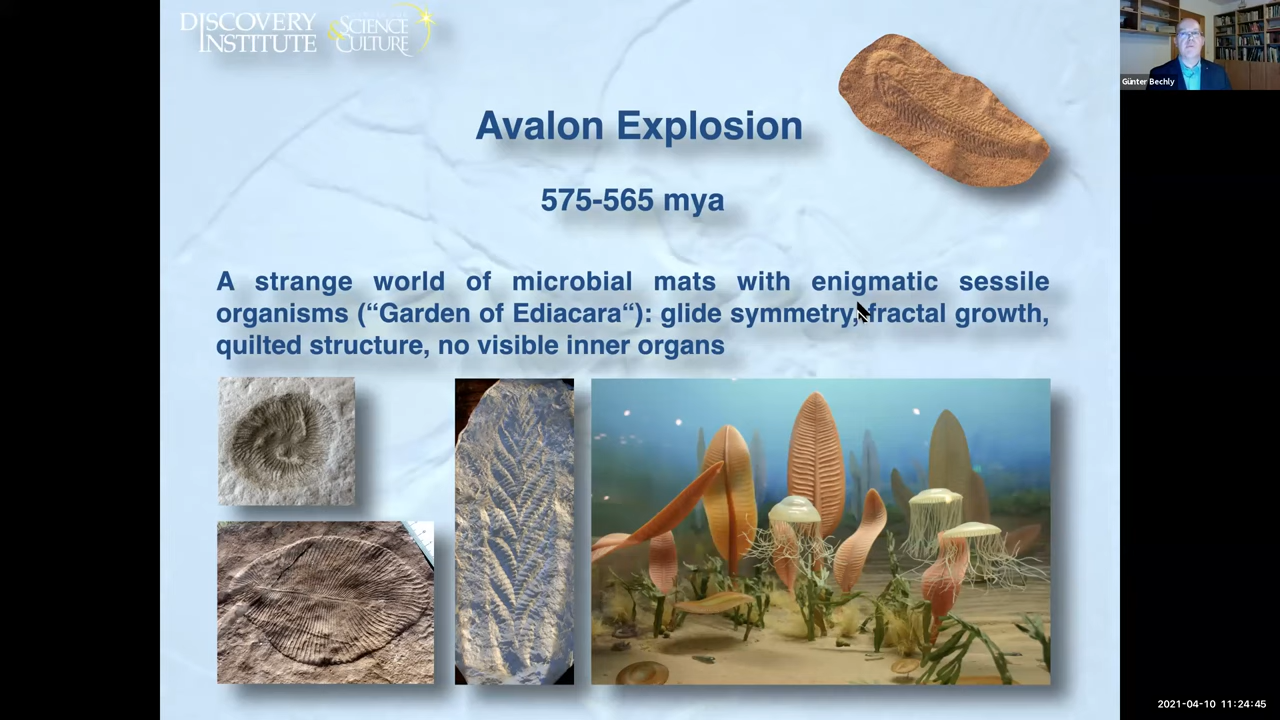 DISCOVERY
INSTITUTE
&SCIENCE
CULTURE
Günter Bechly
Avalon Explosion
575-565 mya
A strange world of microbial mats with enigmatic sessile
organisms (“Garden of Ediacara“): glide symmetry, fractal growth,
quilted structure, no visible inner organs
2021-04-10 11:24:45